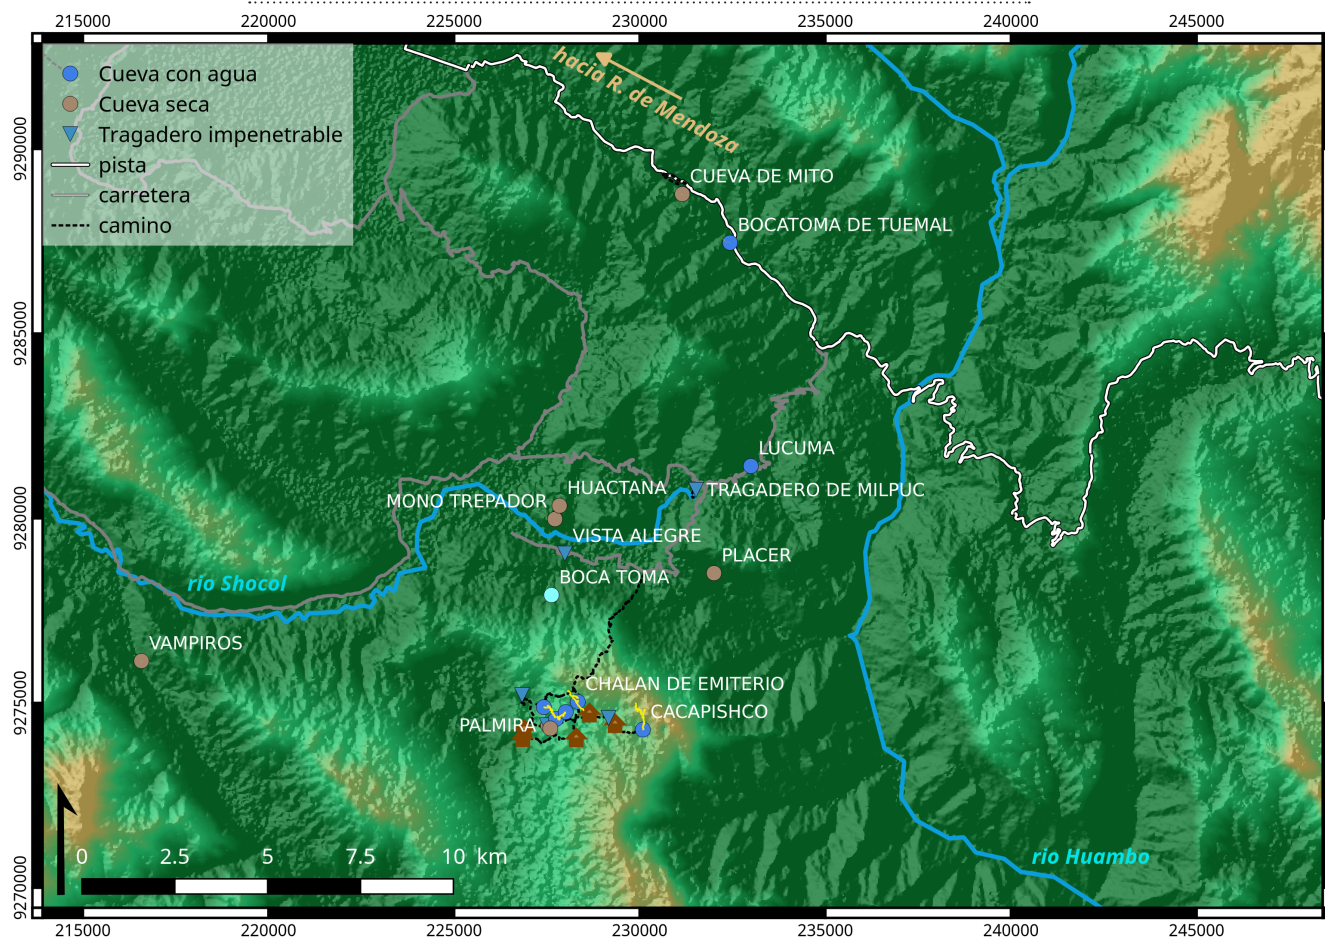 215000 220000 225000 230000 235000 240000 245000
Cueva con agua
Cueva seca
Tragadero impenetrable
pista
carretera
camino
hacia R. de Mendoza
9290000
CUEVA DE MITO
BOCATOMA DE TUEMAL
9285000
LUCUMA
HUACTANA
TRAGADERO DE MILPUC
MONO TREPADOR
9280000
VISTA ALEGRE
PLACER
BOCA TOMA
río Shocol
VAMPIROS
CHALAN DE EMITERIO
9275000
CACAPISHCO
PALMIRA
0 2.5 5 7.5 10 km
rio Huambo
9270000
215000 220000 225000 230000 235000 240000 245000